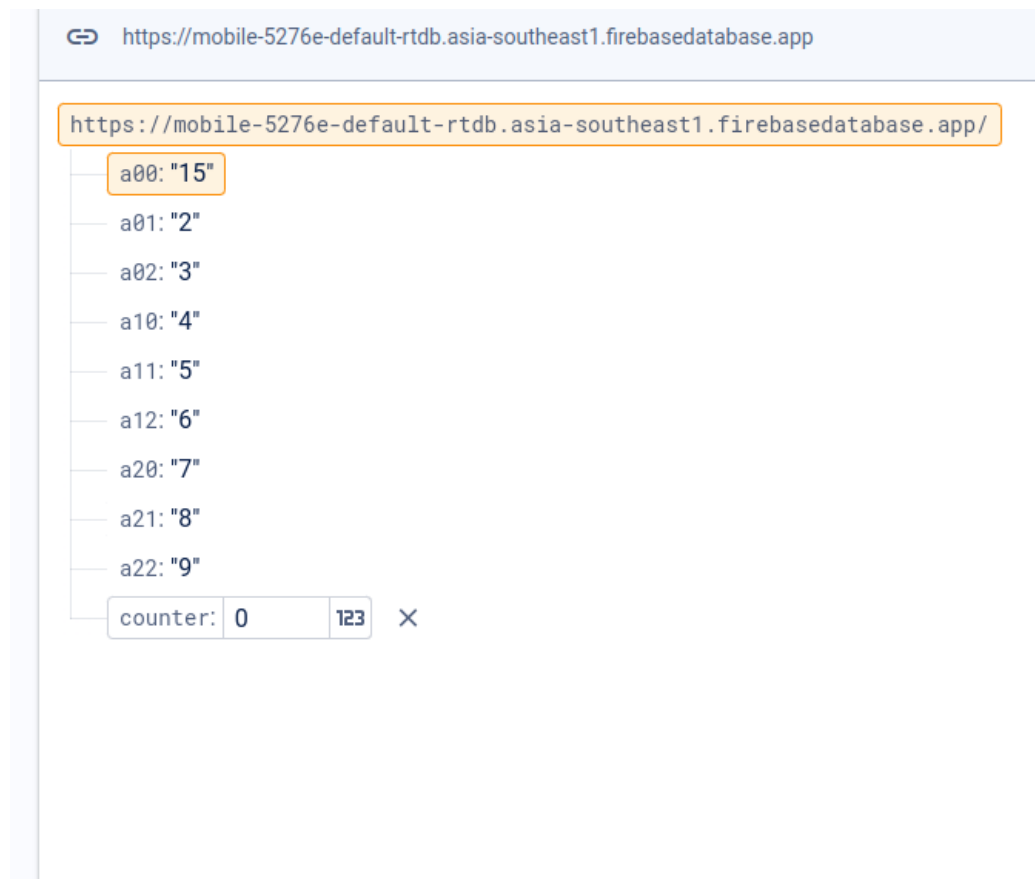 https://mobile-5276e-default-rtdb.asia-southeast1.firebasedatabase.app
https://mobile-5276e-default-rtdb.asia-southeast1.firebasedatabase.app/
a00: "15"
a01: "2"
a02: "3"
a10: "4"
a11: "5"
a12: "6"
a20: "7"
a21: "8"
a22: "9"
counter: 0 123